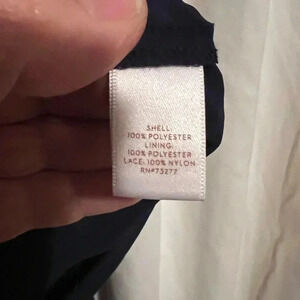 SHELL:
100% POLYESTER
LINING:
100% POLYESTER
LACE: 100% NYLON
RN#73277